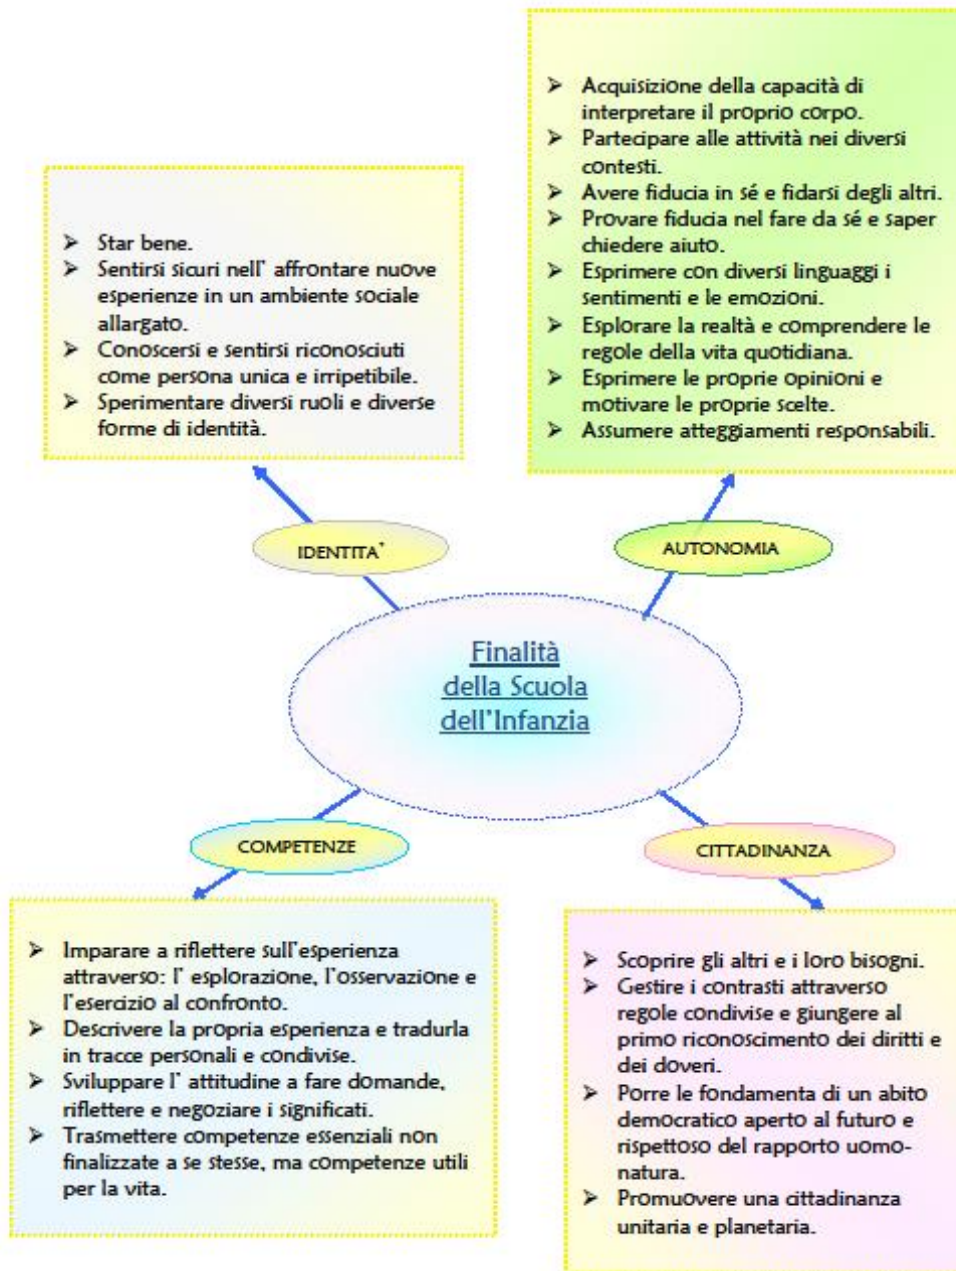 ➢ Acquisizione della capacità di
interpretare il proprio corpo.
➢ Partecipare alle attività nei diversi
contesti.
➢ Avere fiducia in sé e fidarsi degli altri.
➢ Provare fiducia nel fare da sé e saper
chiedere aiuto.
➢ Esprimere con diversi linguaggi i
sentimenti e le emozioni.
➢ Esplorare la realtà e comprendere le
regole della vita quotidiana.
➢ Esprimere le proprie opinioni e
motivare le proprie scelte.
➢ Assumere atteggiamenti responsabili.
➢ Star bene.
➢ Sentirsi sicuri nell' affrontare nuove
esperienze in un ambiente sociale
allargato.
➢ Conoscersi e sentirsi riconosciuti
come persona unica e irripetibile.
➢ Sperimentare diversi ruoli e diverse
forme di identità.
IDENTITA'
AUTONOMIA
Finalità
della Scuola
dell'Infanzia
COMPETENZE
CITTADINANZA
➢ Imparare a riflettere sull'esperienza
attraverso: l' esplorazione, l'osservazione e
l'esercizio al confronto.
➢ Descrivere la propria esperienza e tradurla
in tracce personali e condivise.
➢ Sviluppare l' attitudine a fare domande,
riflettere e negoziare i significati.
➢ Trasmettere competenze essenziali non
finalizzate a se stesse, ma competenze utili
per la vita.
➢ Scoprire gli altri e i loro bisogni.
➢ Gestire i contrasti attraverso
regole condivise e giungere al
primo riconoscimento dei diritti e
dei doveri.
➢ Porre le fondamenta di un abito
democratico aperto al futuro e
rispettoso del rapporto uomo-
natura.
➢ Promuovere una cittadinanza
unitaria e planetaria.